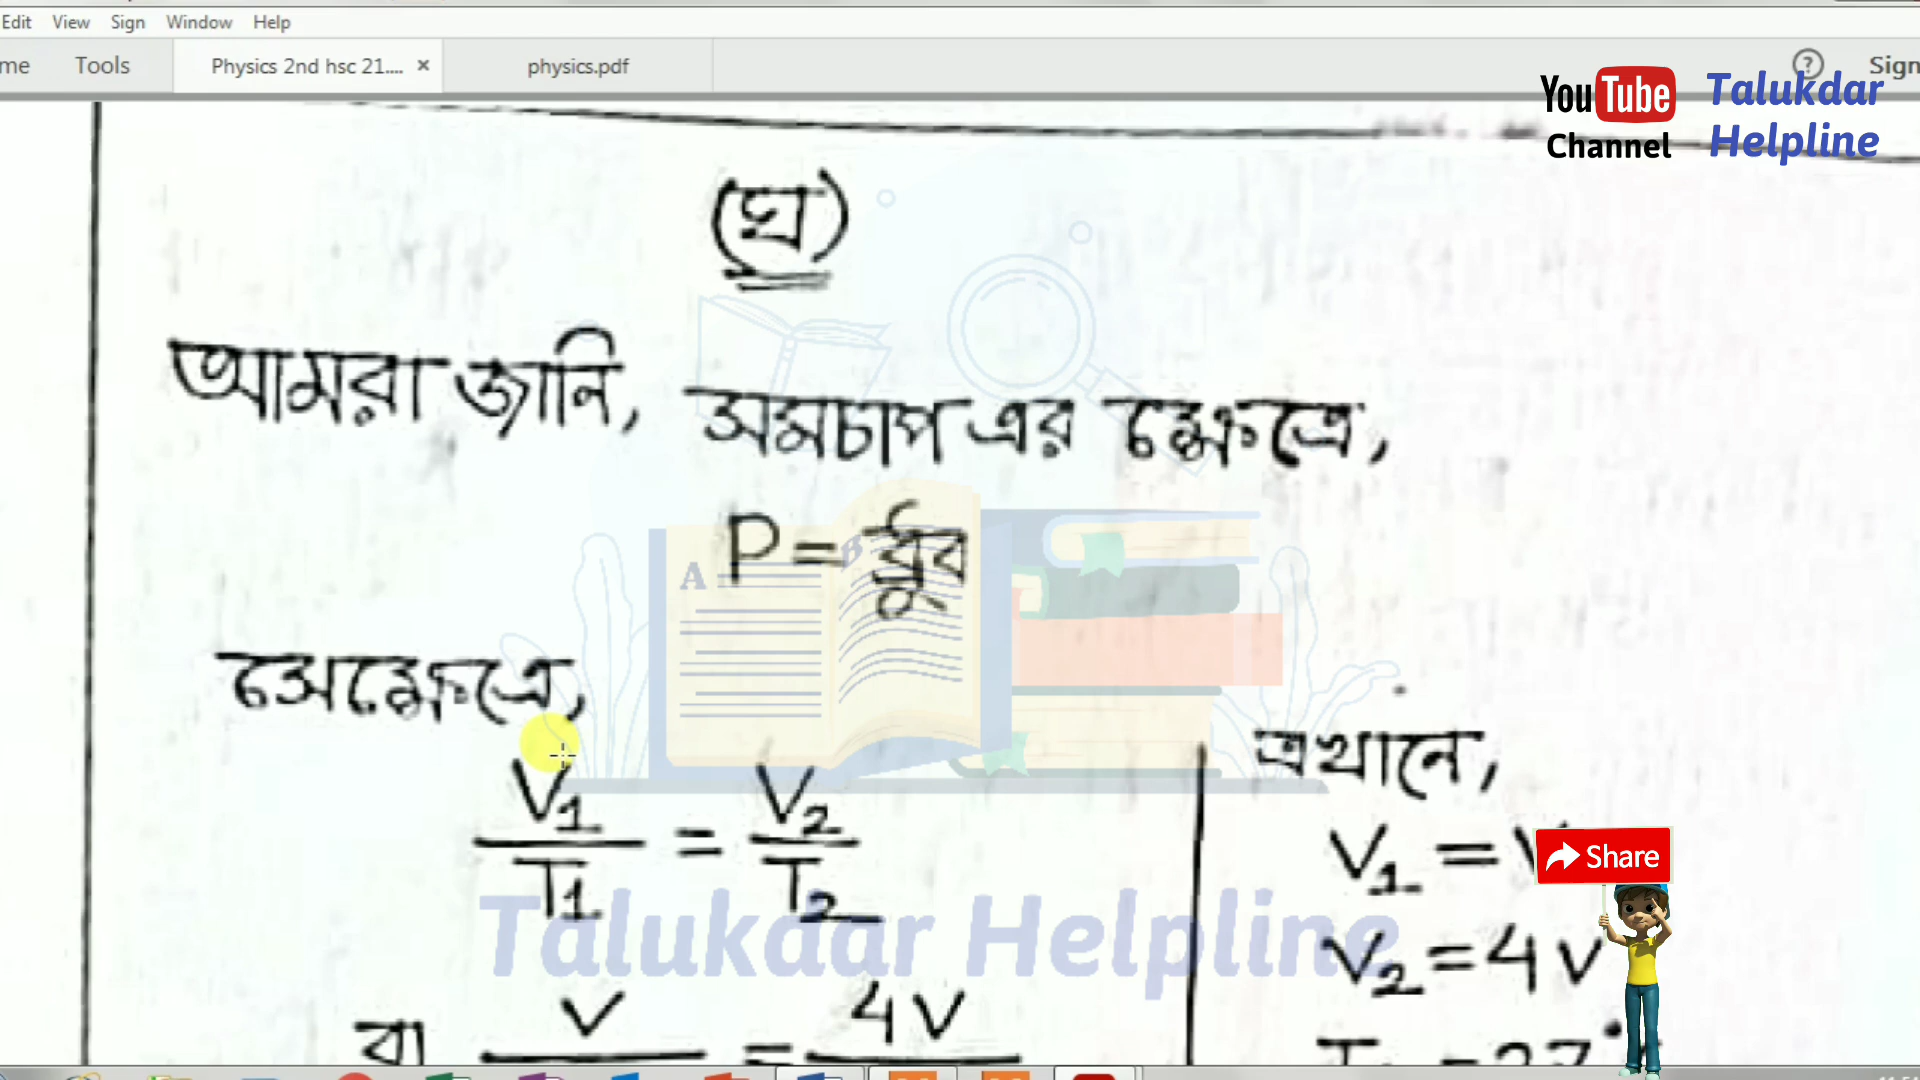 Edit View Sign Window Help
me Tools Physics 2nd hsc 21.... × physics.pdf ? Sign
YouTube Channel
Talukdar Helpline
(ঘ)
আমরা জানি, সমচাপ এর ক্ষেত্রে,
P = ধ্রুব
সেক্ষেত্রে,
V₁/T₁ = V₂/T₂
বা V = 4V
এখানে,
V₁ =
V₂ = 4V
Share
Talukdar Helpline
A
B